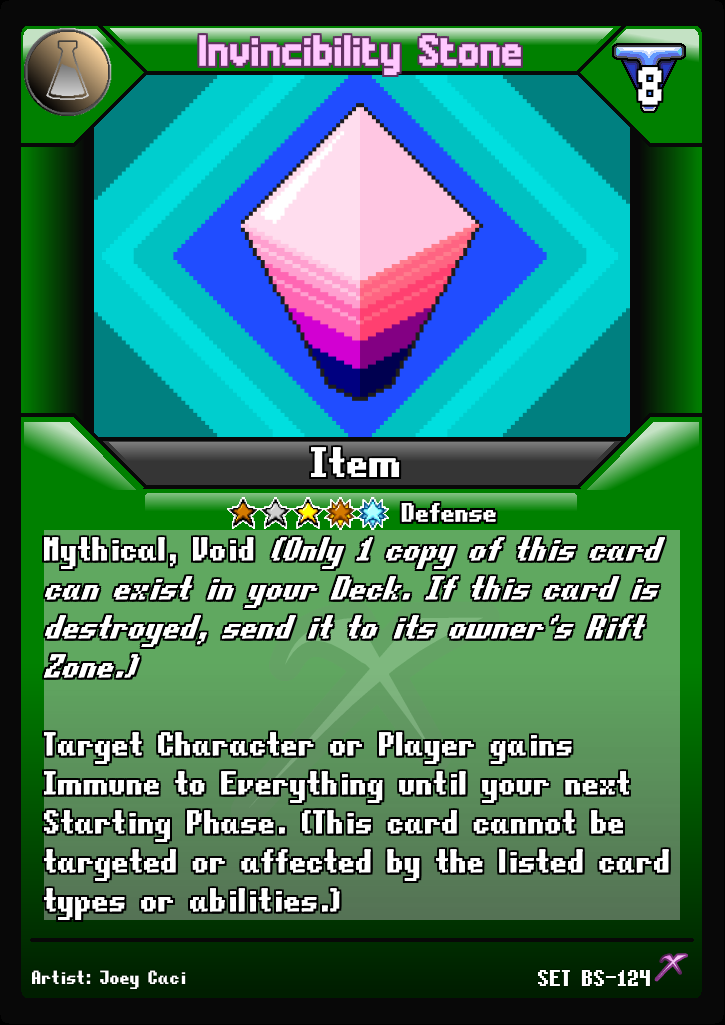 Invincibility Stone
8
Item
Defense
Mythical, Void (Only 1 copy of this card
can exist in your Deck. If this card is
destroyed, send it to its owner's Rift
Zone.)
Target Character or Player gains
Immune to Everything until your next
Starting Phase. (This card cannot be
targeted or affected by the listed card
types or abilities.)
Artist: Joey Caci
SET BS-124